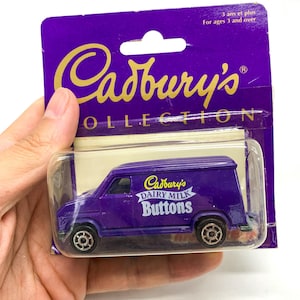 3 ans et plus
For ages 3 and over
Cadbury's®
COLLECTION
Cadbury's
DAIRY MILK
Buttons